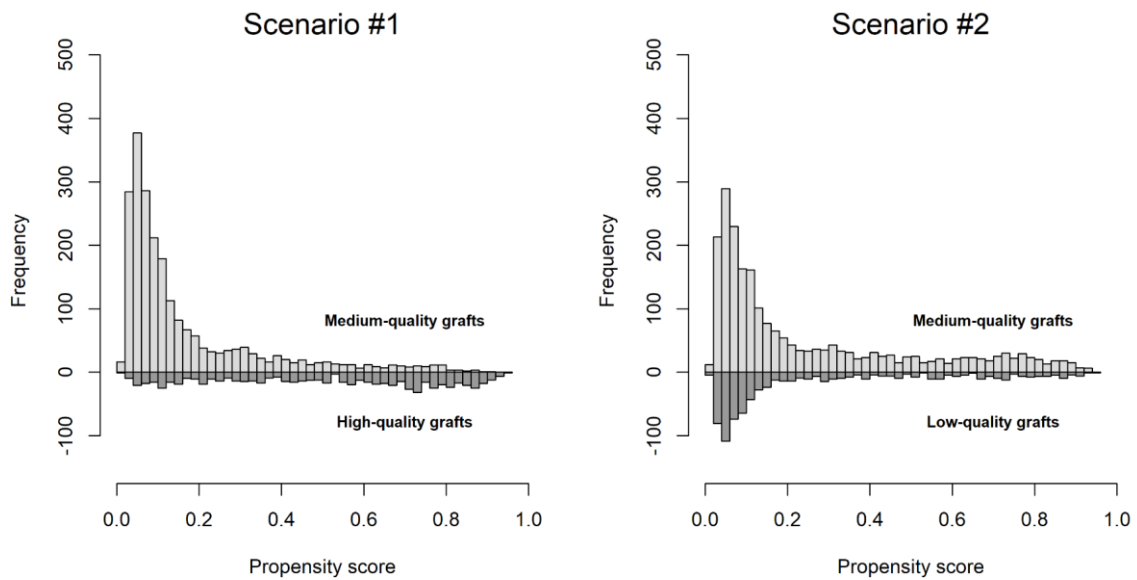 Scenario #1
500
400
300
200
100
0
-100
Frequency
Medium-quality grafts
High-quality grafts
0.0 0.2 0.4 0.6 0.8 1.0
Propensity score
Scenario #2
500
400
300
200
100
0
-100
Frequency
Medium-quality grafts
Low-quality grafts
0.0 0.2 0.4 0.6 0.8 1.0
Propensity score